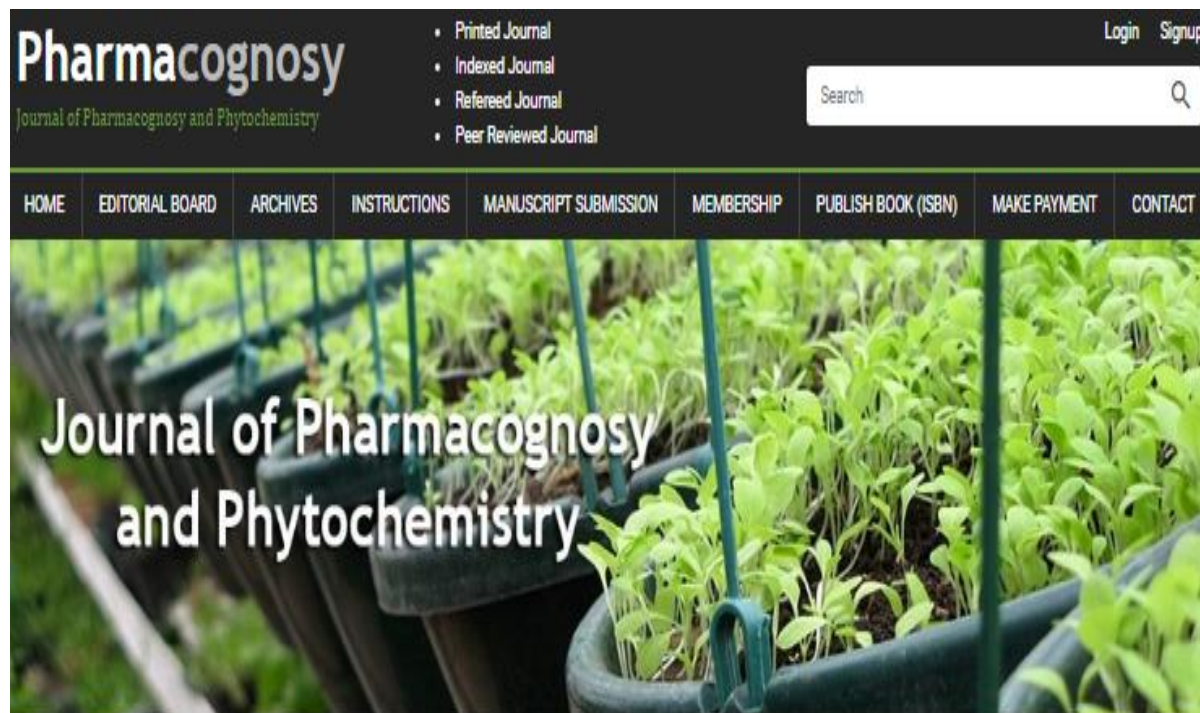 Pharmacognosy
Journal of Pharmacognosy and Phytochemistry
Printed Journal
Indexed Journal
Refereed Journal
Peer Reviewed Journal
Login Signup
Search
HOME EDITORIAL BOARD ARCHIVES INSTRUCTIONS MANUSCRIPT SUBMISSION MEMBERSHIP PUBLISH BOOK (ISBN) MAKE PAYMENT CONTACT
Journal of Pharmacognosy
and Phytochemistry